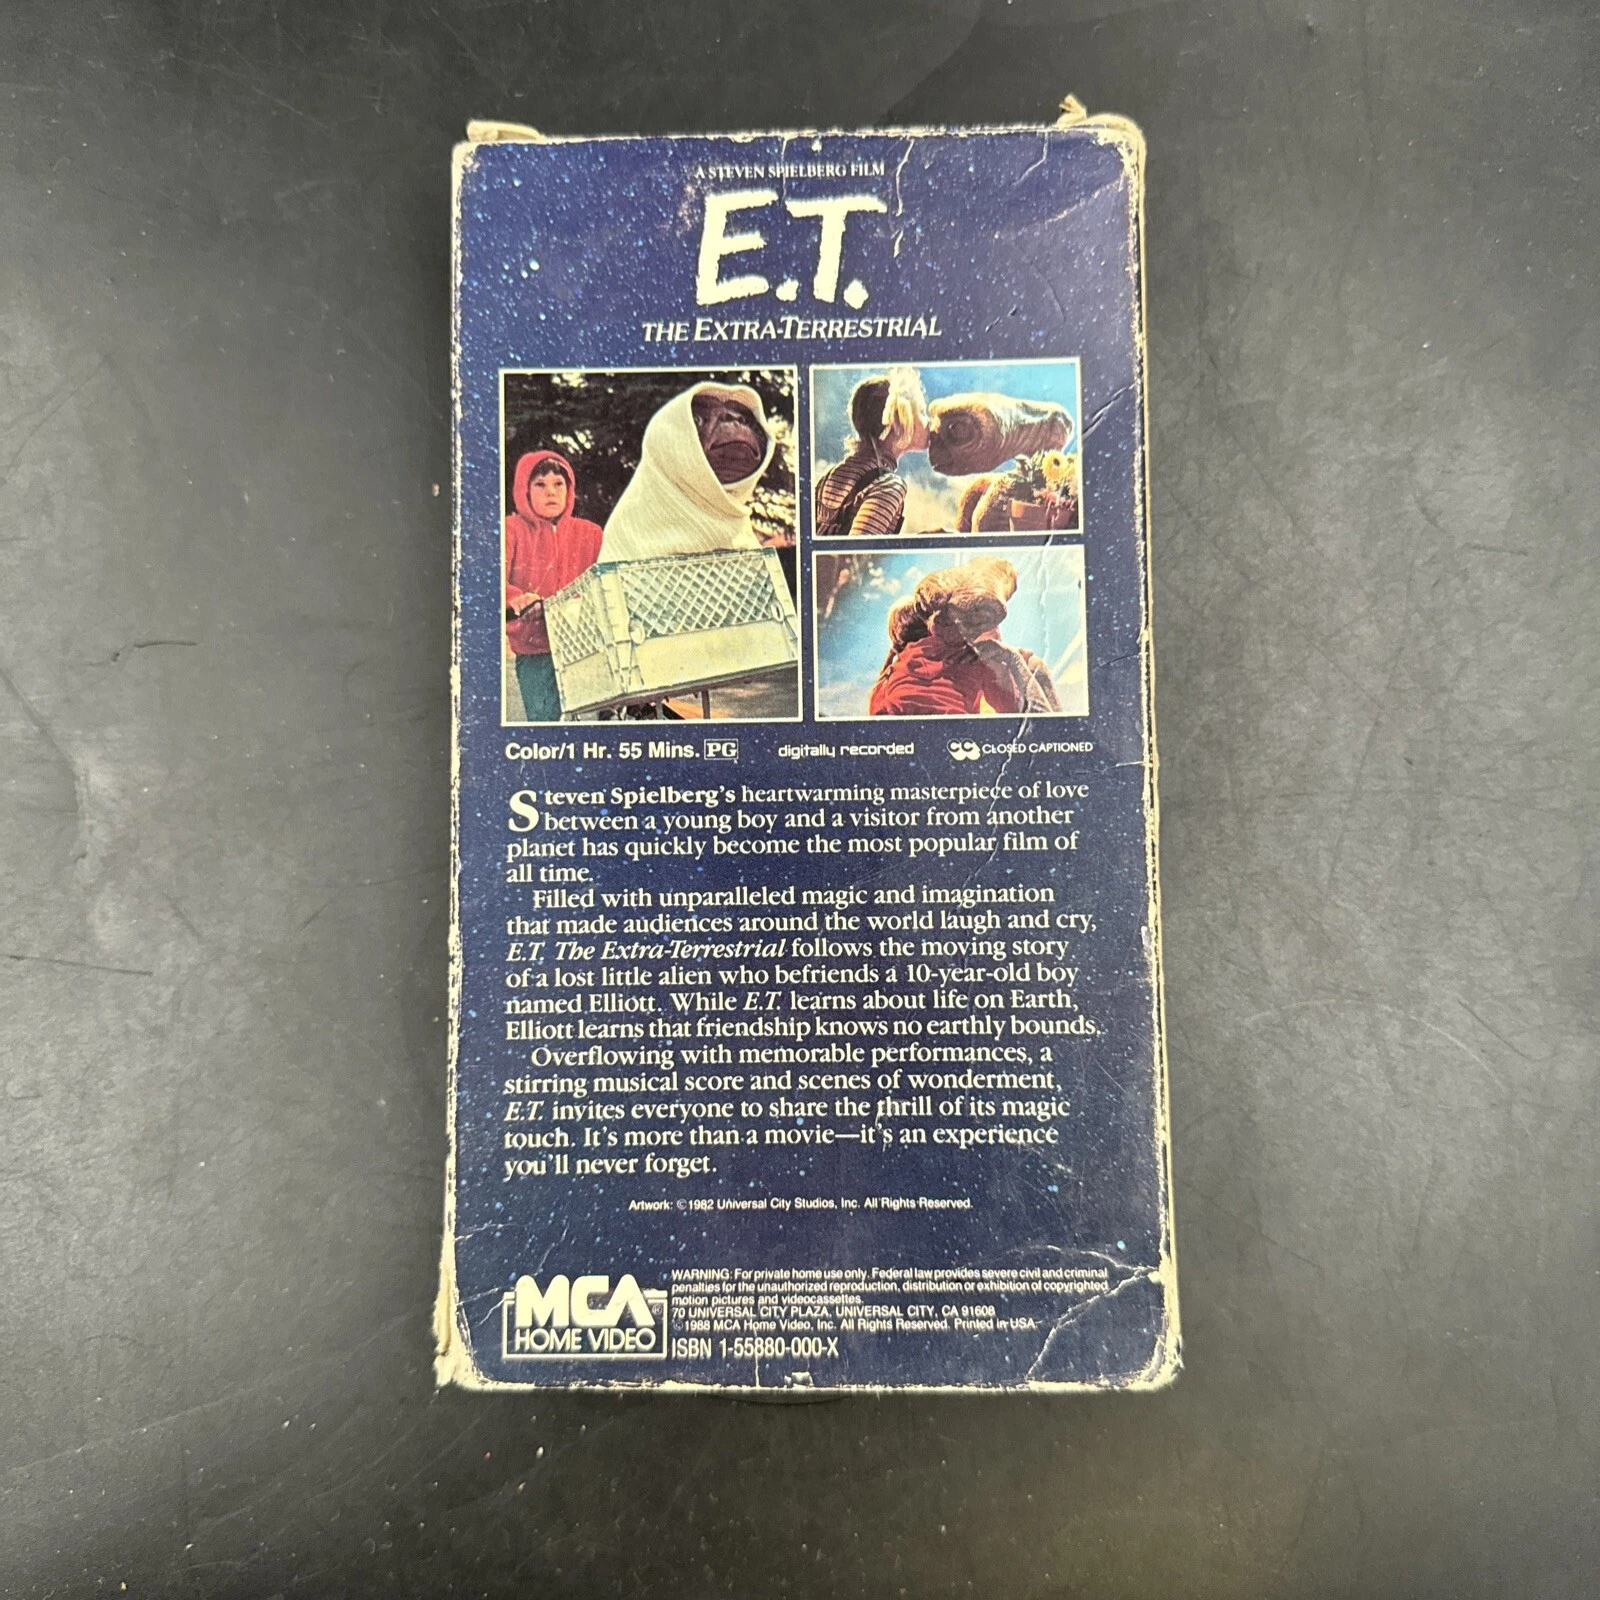 A STEVEN SPIELBERG FILM
E.T.
THE EXTRA-TERRESTRIAL
Color/1 Hr. 55 Mins. PG digitally recorded CC CLOSED CAPTIONED
Steven Spielberg's heartwarming masterpiece of love
between a young boy and a visitor from another
planet has quickly become the most popular film of
all time.
Filled with unparalleled magic and imagination
that made audiences around the world laugh and cry,
E.T. The Extra-Terrestrial follows the moving story
of a lost little alien who befriends a 10-year-old boy
named Elliott. While E.T. learns about life on Earth,
Elliott learns that friendship knows no earthly bounds.
Overflowing with memorable performances, a
stirring musical score and scenes of wonderment,
E.T. invites everyone to share the thrill of its magic
touch. It's more than a movie—it's an experience
you'll never forget.
Artwork: ©1982 Universal City Studios, Inc. All Rights Reserved.
MCA
HOME VIDEO
®
WARNING: For private home use only. Federal law provides severe civil and criminal
penalties for the unauthorized reproduction, distribution or exhibition of copyrighted
motion pictures and videocassettes.
70 UNIVERSAL CITY PLAZA, UNIVERSAL CITY, CA 91608
©1988 MCA Home Video, Inc. All Rights Reserved. Printed in USA.
ISBN 1-55880-000-X